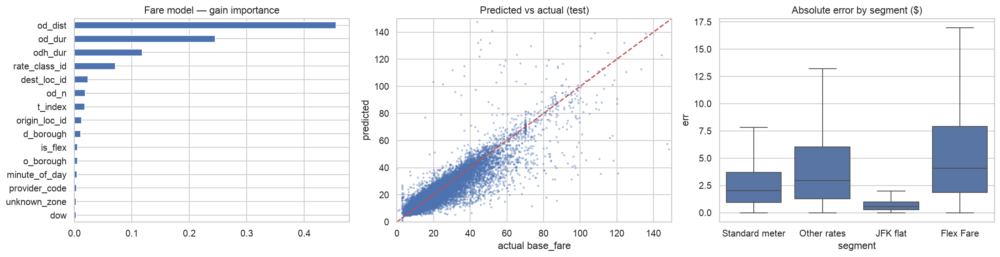 Fare model — gain importance
od_dist
od_dur
odh_dur
rate_class_id
dest_loc_id
od_n
t_index
origin_loc_id
d_borough
is_flex
o_borough
minute_of_day
provider_code
unknown_zone
dow
0.0 0.1 0.2 0.3 0.4
Predicted vs actual (test)
predicted
140
120
100
80
60
40
20
0
0 20 40 60 80 100 120 140
actual base_fare
Absolute error by segment ($)
err
17.5
15.0
12.5
10.0
7.5
5.0
2.5
0.0
Standard meter Other rates JFK flat Flex Fare
segment